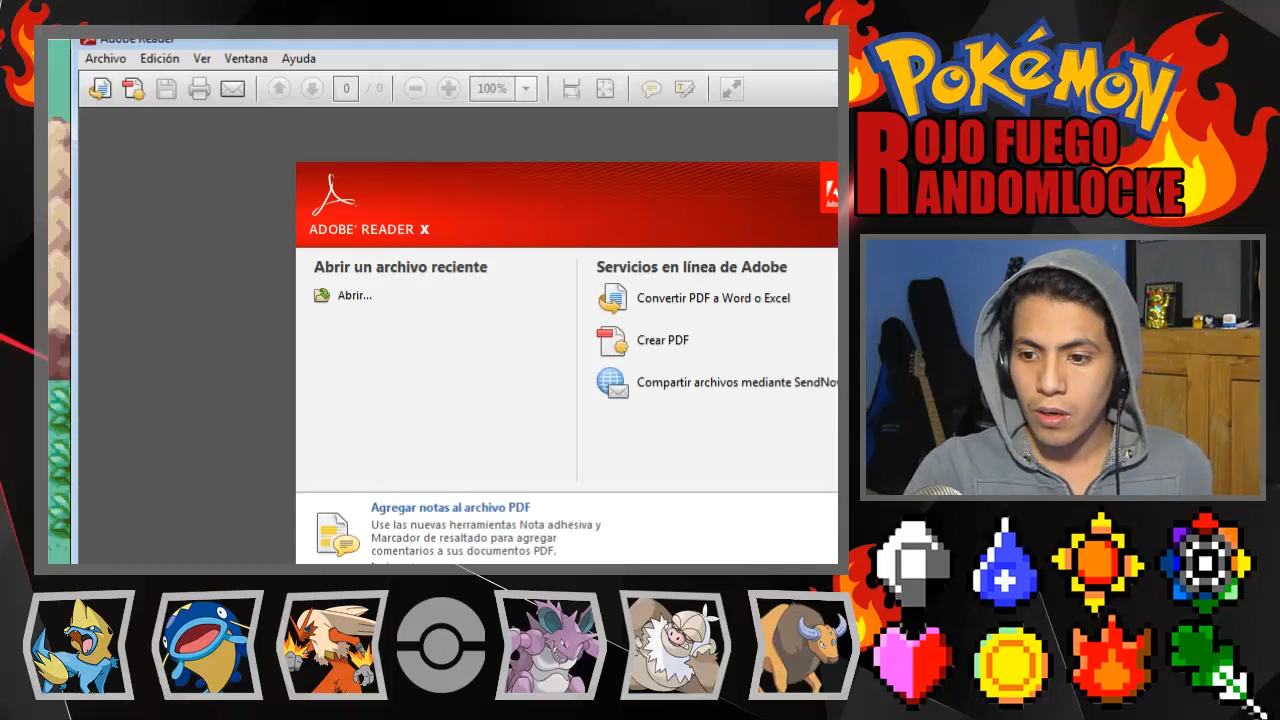 Adobe Reader
Archivo Edición Ver Ventana Ayuda
0 / 0 100%
ADOBE® READER X
Abrir un archivo reciente
Abrir...
Servicios en línea de Adobe
Convertir PDF a Word o Excel
Crear PDF
Compartir archivos mediante SendNow
Agregar notas al archivo PDF
Use las nuevas herramientas Nota adhesiva y
Marcador de resaltado para agregar
comentarios a sus documentos PDF.
POKéMON
ROJO FUEGO
RANDOMLOCKE